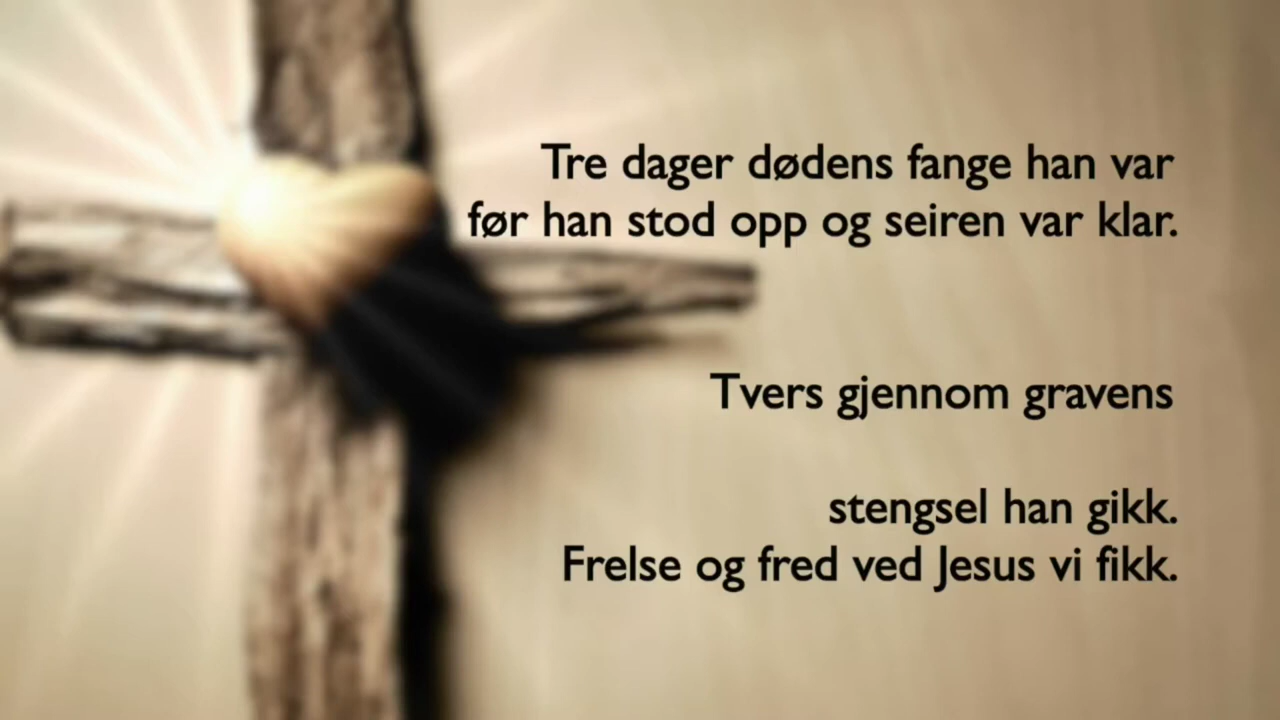 Tre dager dødens fange han var
før han stod opp og seiren var klar.
Tvers gjennom gravens
stengsel han gikk.
Frelse og fred ved Jesus vi fikk.